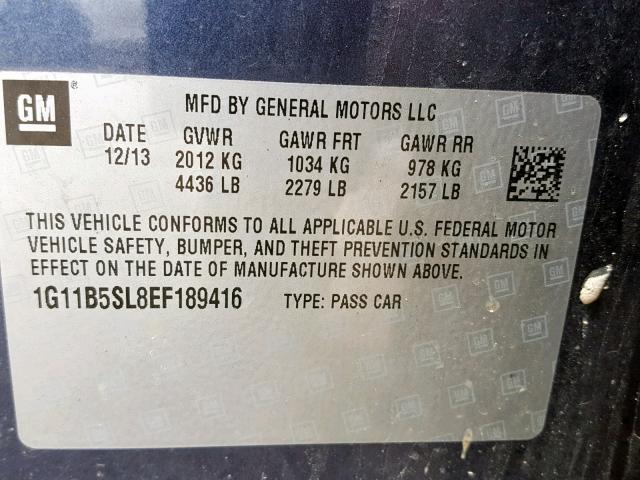 GM
MFD BY GENERAL MOTORS LLC
DATE GVWR GAWR FRT GAWR RR
12/13 2012 KG 1034 KG 978 KG
4436 LB 2279 LB 2157 LB
THIS VEHICLE CONFORMS TO ALL APPLICABLE U.S. FEDERAL MOTOR
VEHICLE SAFETY, BUMPER, AND THEFT PREVENTION STANDARDS IN
EFFECT ON THE DATE OF MANUFACTURE SHOWN ABOVE.
1G11B5SL8EF189416 TYPE: PASS CAR